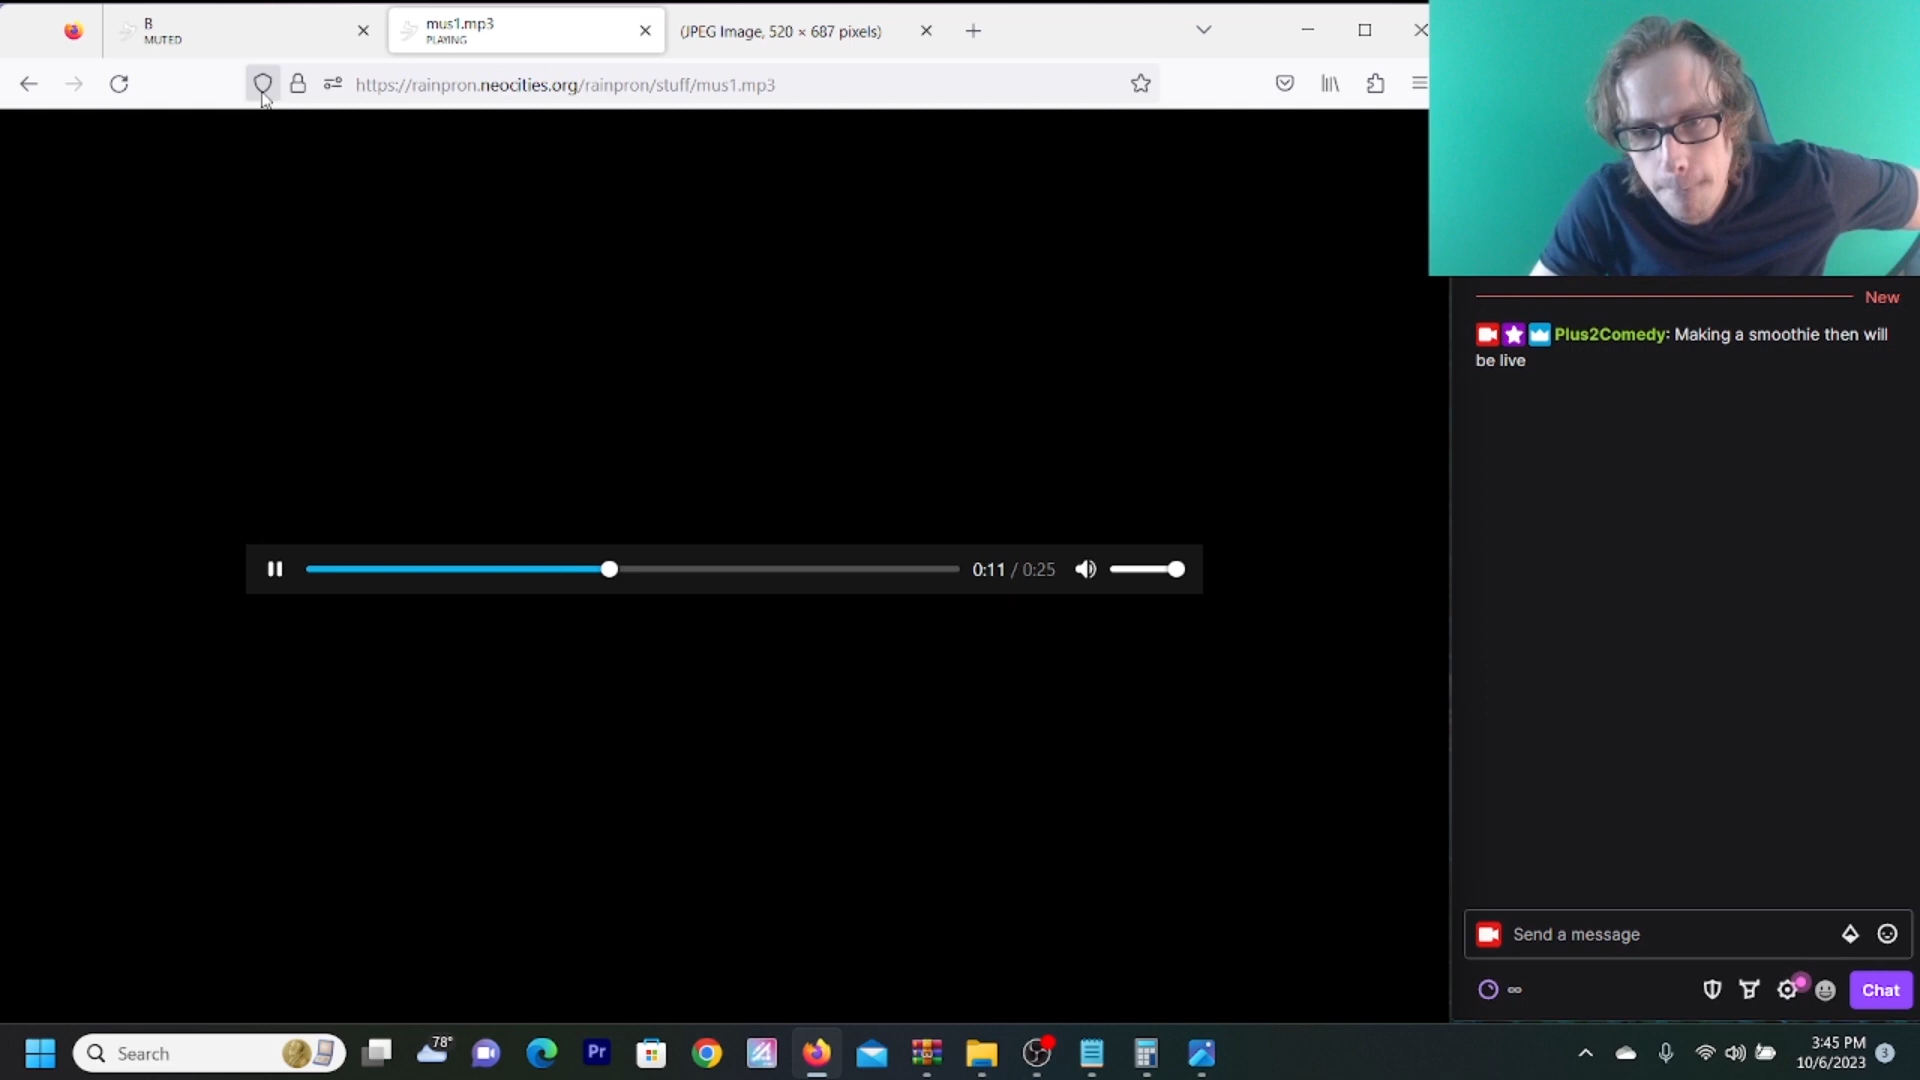 B
MUTED
mus1.mp3
PLAYING
(JPEG Image, 520 × 687 pixels)
https://rainpron.neocities.org/rainpron/stuff/mus1.mp3
New
Plus2Comedy: Making a smoothie then will
be live
0:11 / 0:25
Send a message
Chat
Search
78°
Pr
3:45 PM
10/6/2023
3